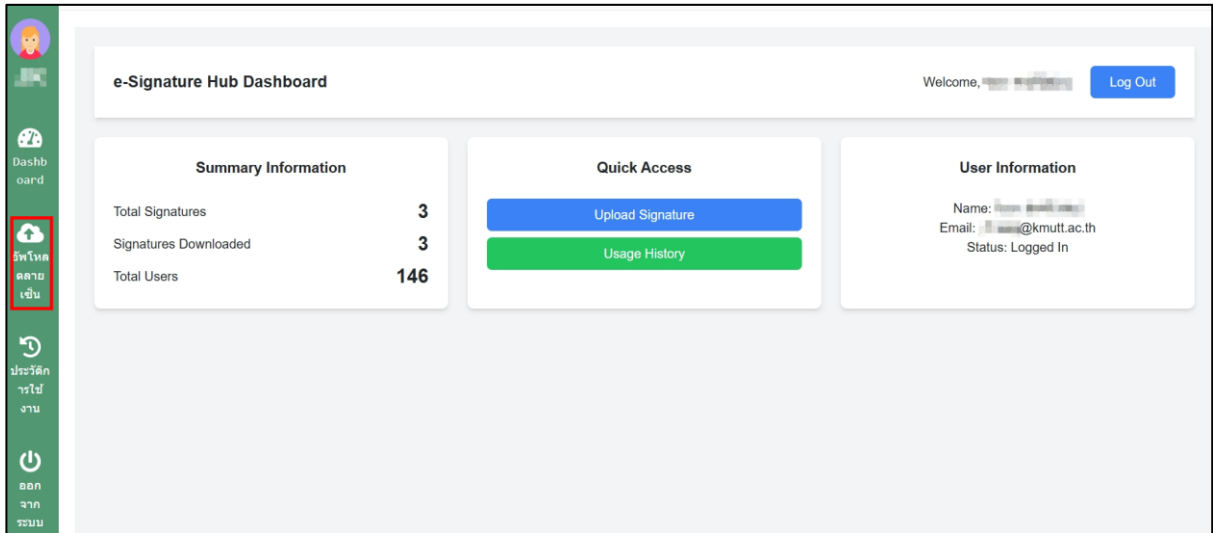 Dashb
oard
อัพโหล
ดลาย
เซ็น
ประวัติก
ารใช้
งาน
ออก
จาก
ระบบ
e-Signature Hub Dashboard
Welcome,
Log Out
Summary Information
Total Signatures 3
Signatures Downloaded 3
Total Users 146
Quick Access
Upload Signature
Usage History
User Information
Name:
Email: @kmutt.ac.th
Status: Logged In